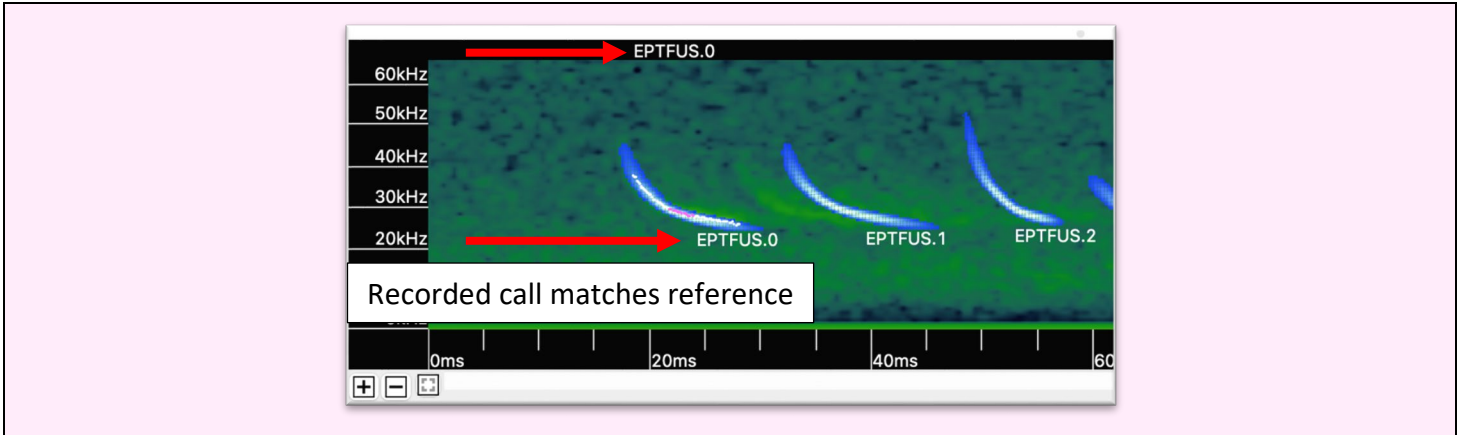 EPTFUS.0
60kHz
50kHz
40kHz
30kHz
20kHz
EPTFUS.0
EPTFUS.1
EPTFUS.2
Recorded call matches reference
0ms 20ms 40ms 60